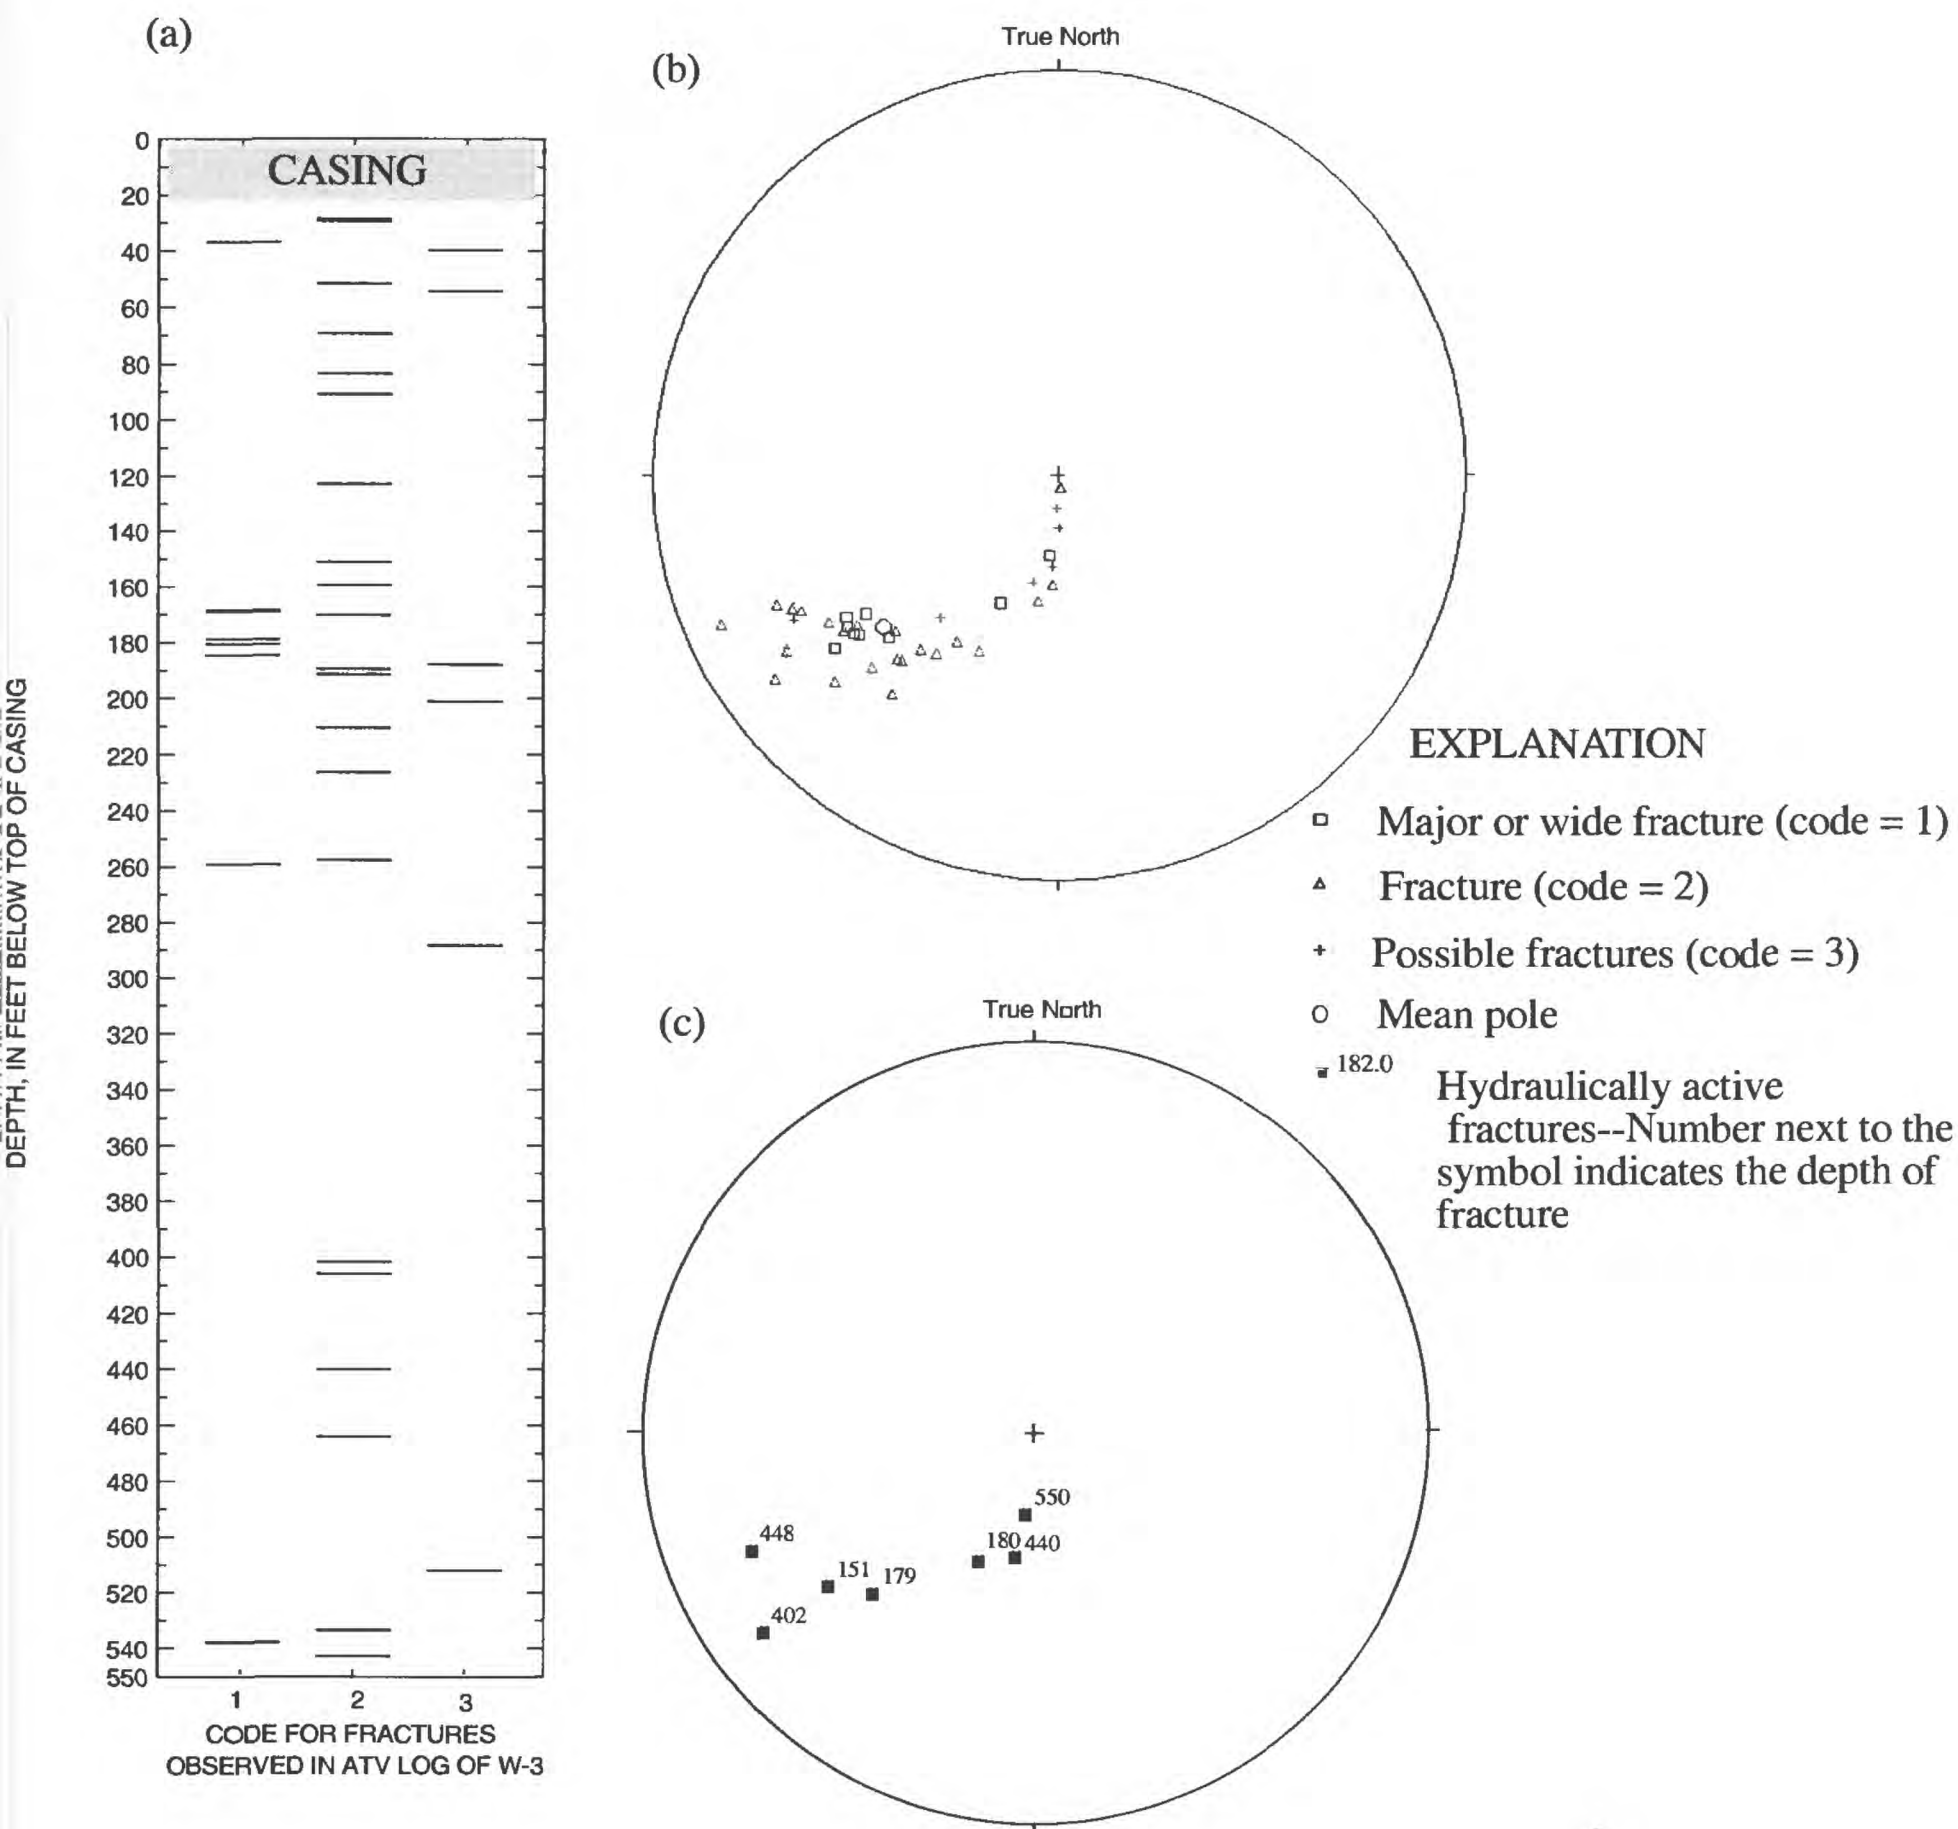 (a)
CASING
0
20
40
60
80
100
120
140
160
180
200
220
240
260
280
300
320
340
360
380
400
420
440
460
480
500
520
540
550
DEPTH, IN FEET BELOW TOP OF CASING
1 2 3
CODE FOR FRACTURES
OBSERVED IN ATV LOG OF W-3
(b)
True North
EXPLANATION
Major or wide fracture (code = 1)
Fracture (code = 2)
Possible fractures (code = 3)
Mean pole
182.0
Hydraulically active
fractures--Number next to the
symbol indicates the depth of
fracture
(c)
True North
550
448
180 440
151 179
402